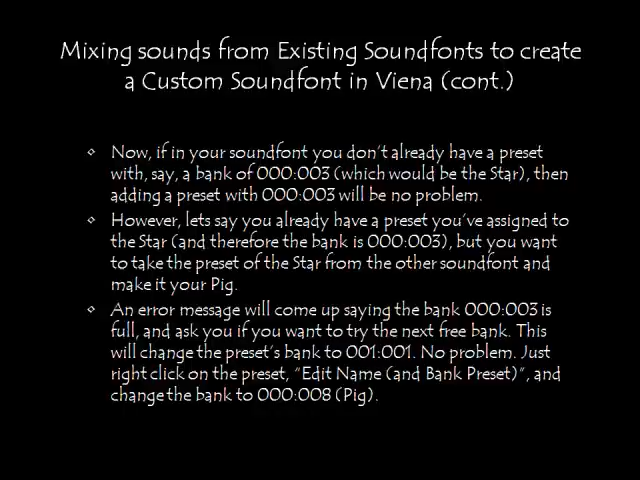 Mixing sounds from Existing Soundfonts to create
a Custom Soundfont in Viena (cont.)
• Now, if in your soundfont you don't already have a preset
with, say, a bank of 000:003 (which would be the Star), then
adding a preset with 000:003 will be no problem.
• However, lets say you already have a preset you've assigned to
the Star (and therefore the bank is 000:003), but you want
to take the preset of the Star from the other soundfont and
make it your Pig.
• An error message will come up saying the bank 000:003 is
full, and ask you if you want to try the next free bank. This
will change the preset's bank to 001:001. No problem. Just
right click on the preset, "Edit Name (and Bank Preset)", and
change the bank to 000:008 (Pig).